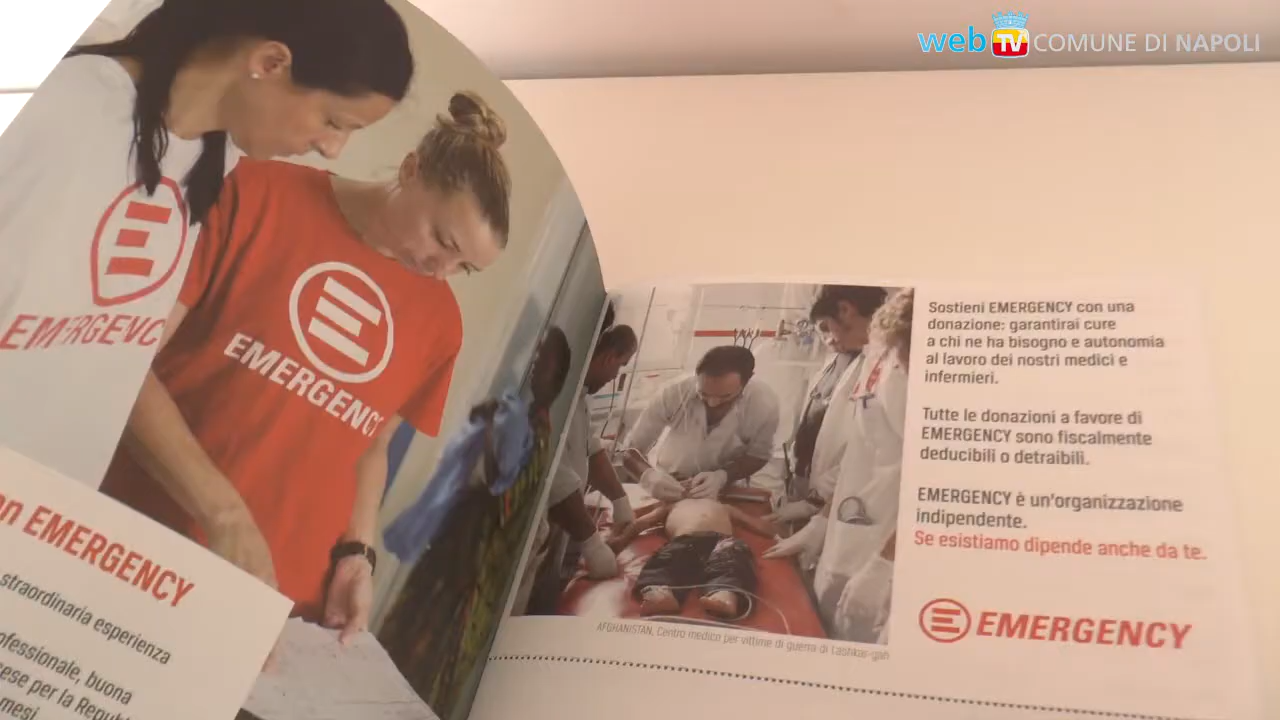 web TV COMUNE DI NAPOLI
E
EMERGENC
E
EMERGENCY
on EMERGENCY
straordinaria esperienza
ofessionale, buona
ese per la Repub
mesi
Sostieni EMERGENCY con una
donazione: garantirai cure
a chi ne ha bisogno e autonomia
al lavoro dei nostri medici e
infermieri.
Tutte le donazioni a favore di
EMERGENCY sono fiscalmente
deducibili o detraibili.
EMERGENCY è un'organizzazione
indipendente.
Se esistiamo dipende anche da te.
E EMERGENCY
AFGHANISTAN, Centro medico per vittime di guerra di Lashkar-gah